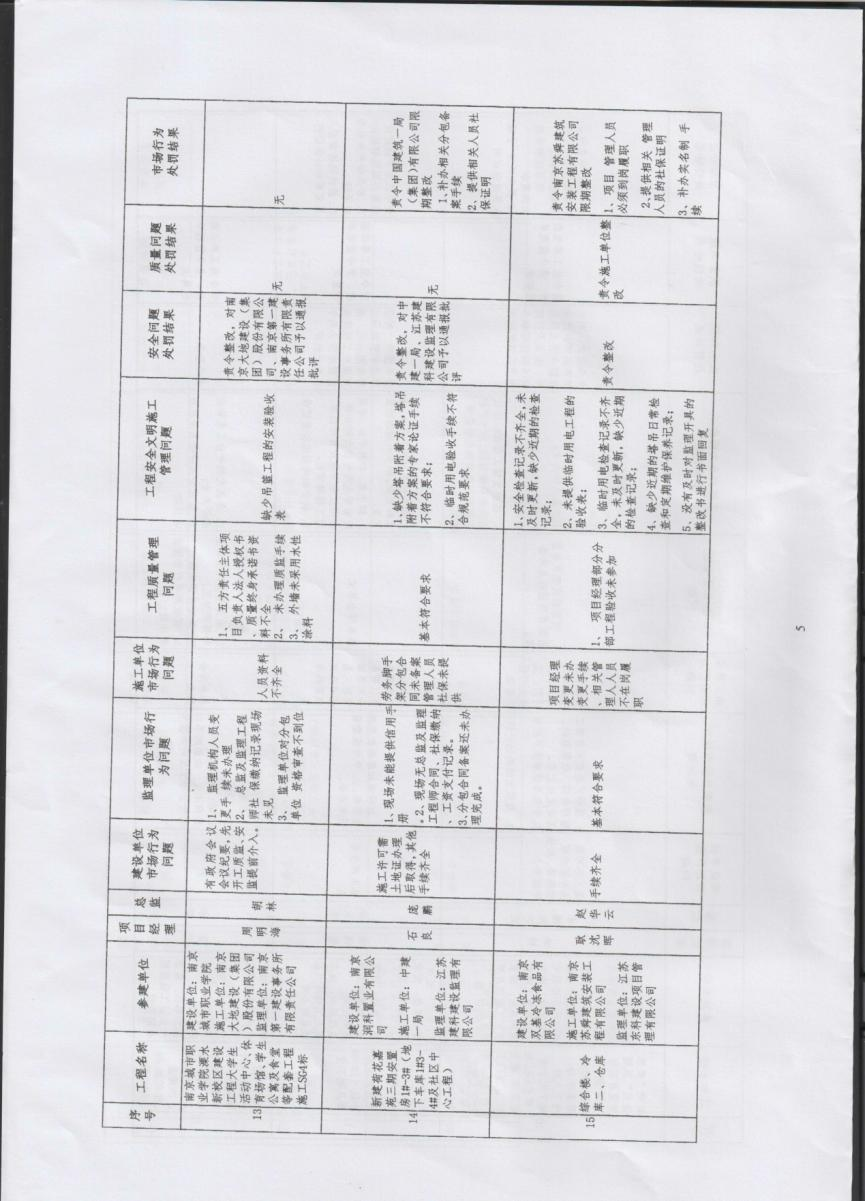 序
号
工程名称
参建单位
项
目
经
理
总
监
建设单位
市场行为
问题
监理单位市场行
为问题
施工单位
市场行为
问题
工程质量管理
问题
工程安全文明施工
管理问题
安全问题
处罚结果
质量问题
处罚结果
市场行为
处罚结果
13
南京城市职
业学院溧水
新校区建设
工程大学生
活动中心、体
育场馆、学生
公寓及食堂
等配套工程
施工SG4标
建设单位：南京
城市职业学院
施工单位：南京
大地建设（集团
）股份有限公司
监理单位：南京
第一建设事务所
有限责任公司
周
明
海
胡
林
有政府会议
会议纪要,先
开工质监、安
监提前介入。
1、 监理机构人员变
更手 续未办理
2、 总监及监理工程
师社 保缴纳记录现场
未见
3、 监理单位对分包
单位 资格审查不到位
人员资料
不齐全
1、 五方责任主体项
目负责人法人授权书
、质量终身承诺书资
料不全
2、 未办理质监手续
3、 外墙未采用水性
涂料
缺少吊篮工程的安装验收
表
责令整改，对南
京大地建设（集
团）股份有限公
司、南京第一建
设事务所有限责
任公司予以通报
批评
无
无
14
新建荷花嘉
苑三期安置
房1#-3#（地
下车库1#3-
4#及社区中
心工程）
建设单位：南京
润科置业有限公
司
施工单位：中建
一局
监理单位：江苏
建科建设监理有
限公司
石
良
庞
鹏
施工许可需
土地证办理
后取得,其他
手续齐全
1、现场未能提供信用手
册
。2、现场无总监及监理
工程师合同、社保缴纳
、工资支付记录。
3、分包合同备案还未办
理完成。
劳务脚手
架分包合
同未备案
管理人员
社保未提
供
基本符合要求
1、缺少塔吊附着方案,塔吊
附着方案的专家论证手续
不符合要求；
2、 临时用电验收手续不符
合规范要求
责令整改，对中
建一局、江苏建
科建设监理有限
公司予以通报批
评
无
责令中国建筑一局
（集团)有限公司限
期整改
1、补办相关分包备
案手续
2、提供相关人员社
保证明
15
综合楼、冷
库二、仓库
建设单位：南京
双基冷冻食品有
限公司
施工单位：南京
苏舜建筑安装工
程有限公司
监理单位：江苏
东科建设项目管
理有限公司
耿
沈
晖
赵
华
云
手续齐全
基本符合要求
项目经理
变更未办
变更手续
、相关管
理人人员
不在岗履
职
1、 项目经理部分分
部工程验收未参加
1、安全检查记录不齐全,未
及时更新,缺少近期的检查
记录；
2、 未提供临时用电工程的
验收表；
3、 临时用电检查记录不齐
全，未及时更新，缺少近期
的检查记录；
4、 缺少近期的塔吊日常检
查和定期维护保养记录；
5、没有及时对监理开具的
整改书进行书面回复
责令整改
责令施工单位整
改
责令南京苏舜建筑
安装工程有限公司
限期整改
1、 项目 管理人员
必须到岗履职
2、提供相关 管理
人员的社保证明
3、 补办实名制 手
续
5